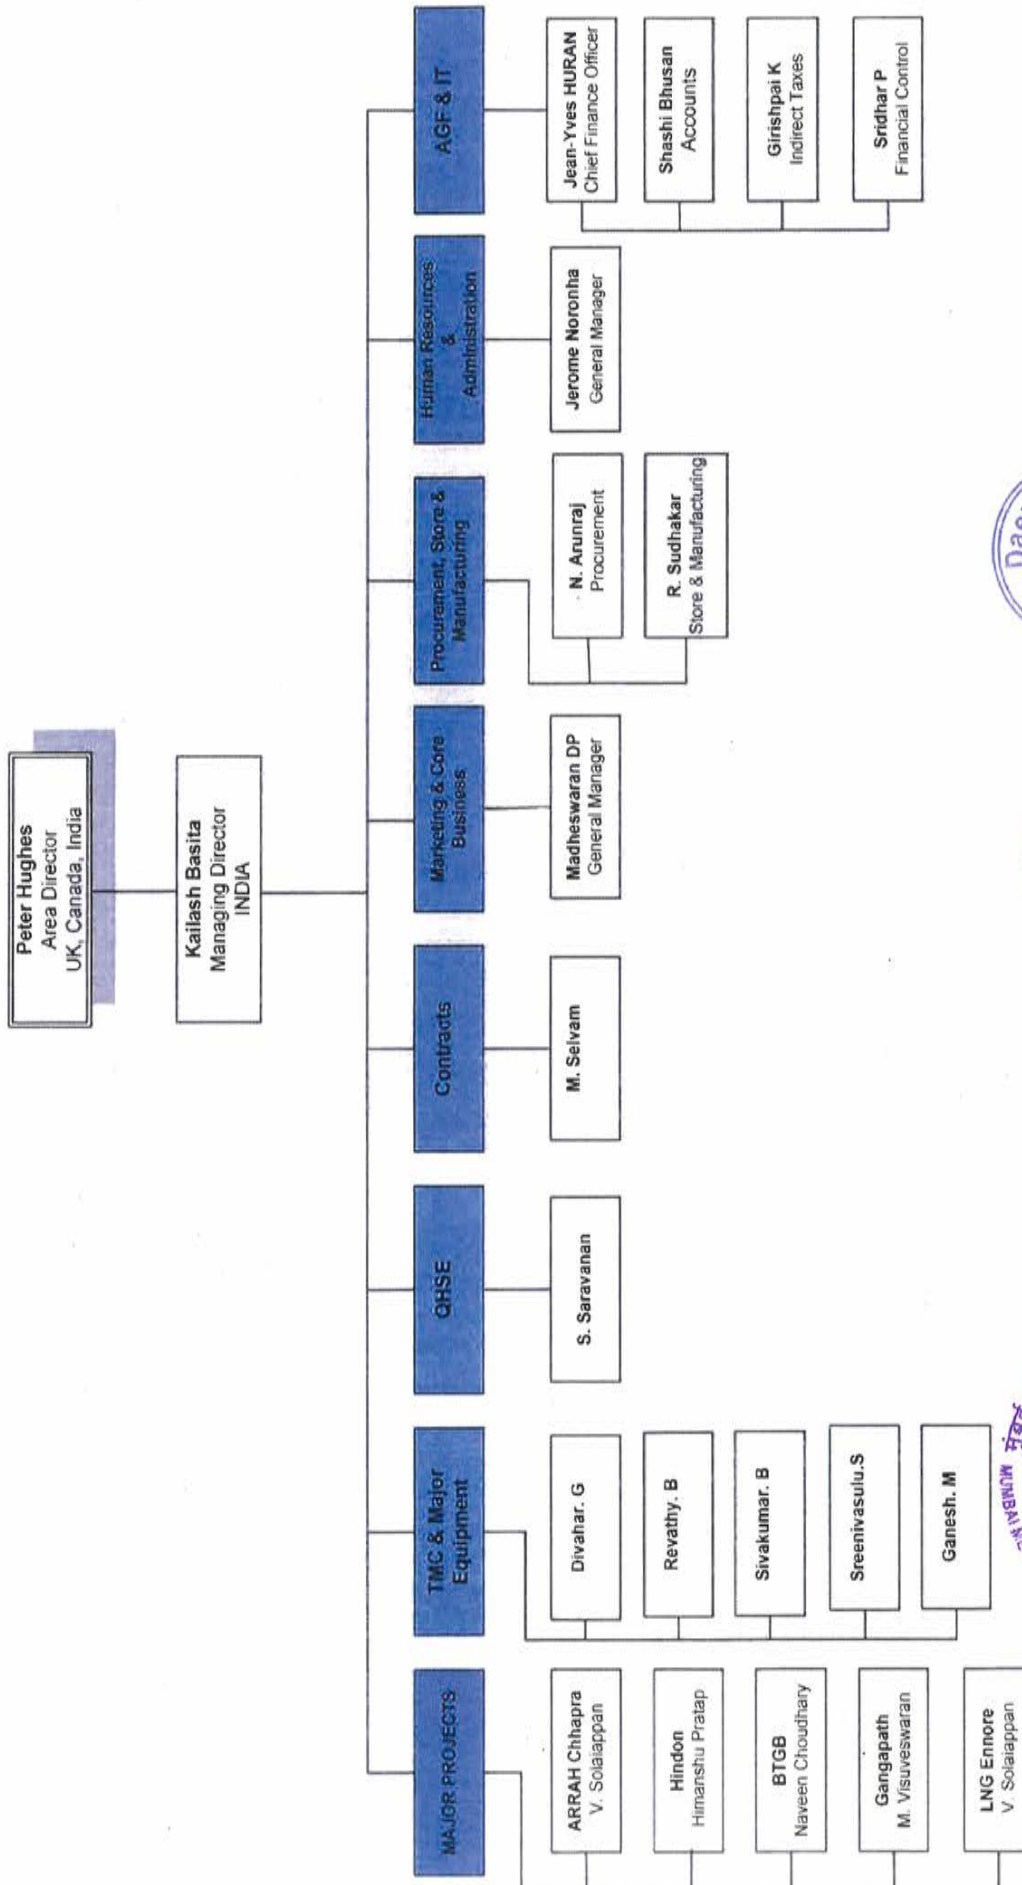 Peter Hughes
Area Director
UK, Canada, India
Kailash Basita
Managing Director
INDIA
MAJOR PROJECTS
TMC & Major
Equipment
QHSE
Contracts
Marketing & Core
Business
Procurement, Store &
Manufacturing
Human Resources
&
Administration
AGF & IT
ARRAH Chhapra
V. Solaiappan
Hindon
Himanshu Pratap
BTGB
Naveen Choudhary
Gangapath
M. Visuveswaran
LNG Ennore
V. Solaiappan
Divahar. G
Revathy. B
Sivakumar. B
Sreenivasulu.S
Ganesh. M
S. Saravanan
M. Selvam
Madheswaran DP
General Manager
N. Arunraj
Procurement
R. Sudhakar
Store & Manufacturing
Jerome Noronha
General Manager
Jean-Yves HURAN
Chief Finance Officer
Shashi Bhusan
Accounts
Girishpai K
Indirect Taxes
Sridhar P
Financial Control
MUMBAI मुंबई